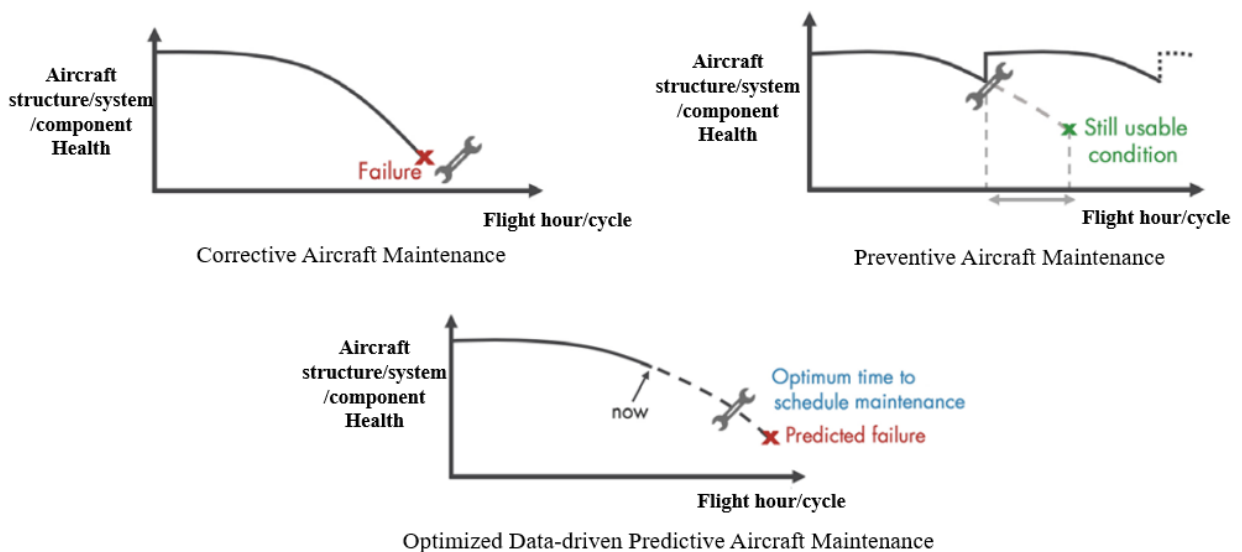 Aircraft
structure/system
/component
Health
Failure
Flight hour/cycle
Corrective Aircraft Maintenance
Aircraft
structure/system
/component
Health
Still usable
condition
Flight hour/cycle
Preventive Aircraft Maintenance
Aircraft
structure/system
/component
Health
now
Optimum time to
schedule maintenance
Predicted failure
Flight hour/cycle
Optimized Data-driven Predictive Aircraft Maintenance